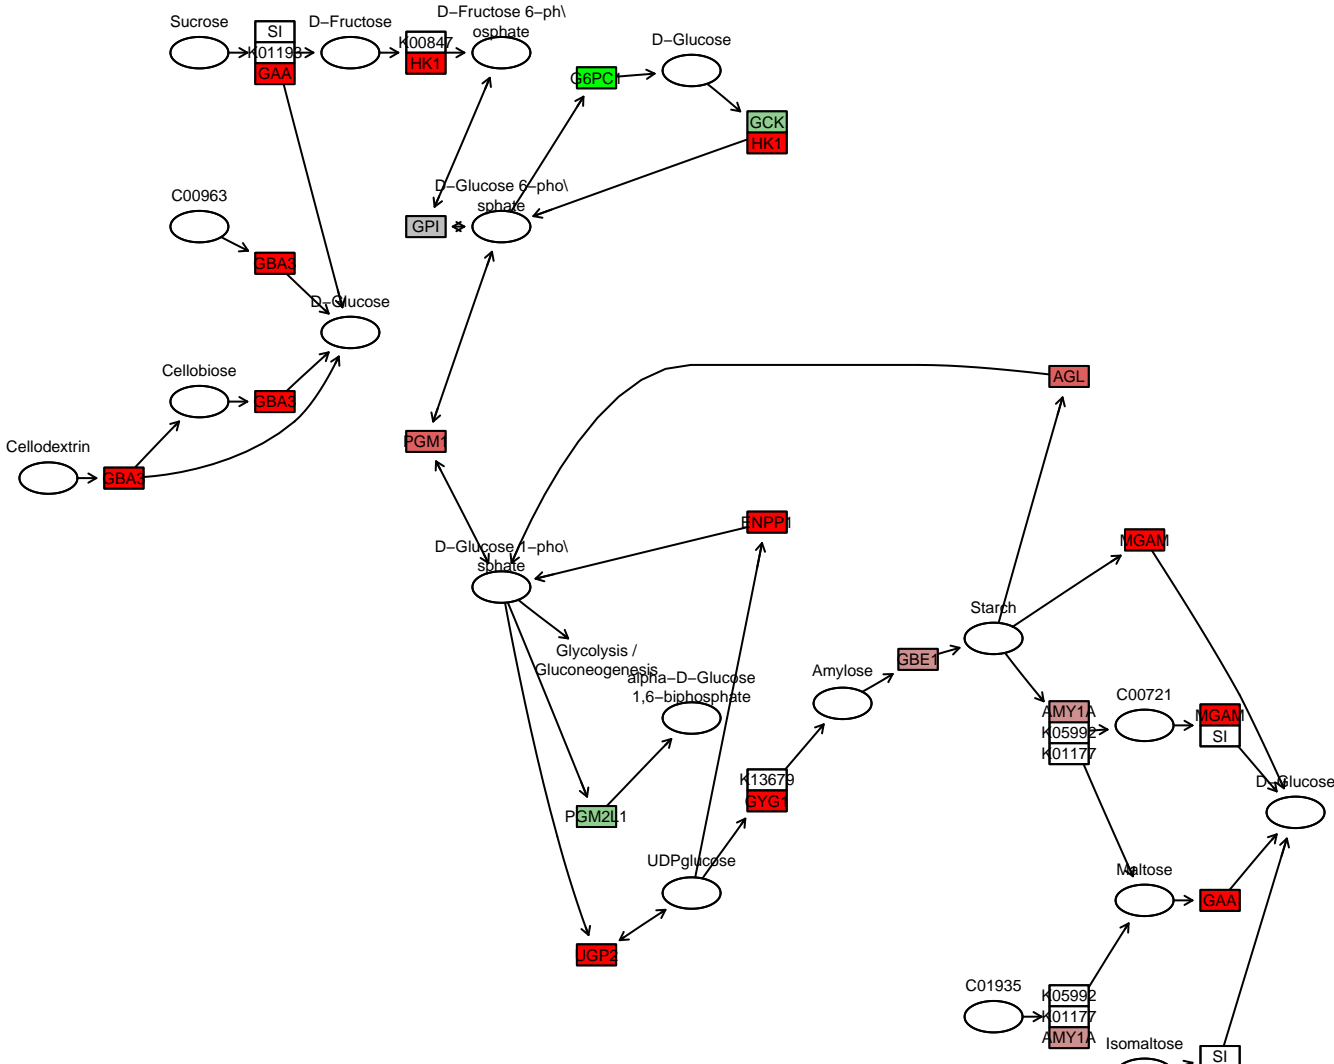 D−Fructose 6−ph\
osphate
Sucrose
SI
K01193
GAA
D−Fructose
K00847
HK1
D−Glucose
G6PC1
GCK
HK1
D−Glucose 6−pho\
sphate
C00963
GPI
GBA3
D−Glucose
Cellobiose
GBA3
AGL
Cellodextrin
GBA3
PGM1
ENPP1
D−Glucose 1−pho\
sphate
MGAM
Starch
Glycolysis /
Gluconeogenesis
GBE1
alpha−D−Glucose
1,6−biphosphate
Amylose
AMY1A
K05992
K01177
C00721
MGAM
SI
K13679
GYG1
D−Glucose
PGM2L1
UDPglucose
Maltose
GAA
UGP2
C01935
K05992
K01177
AMY1A
Isomaltose
SI